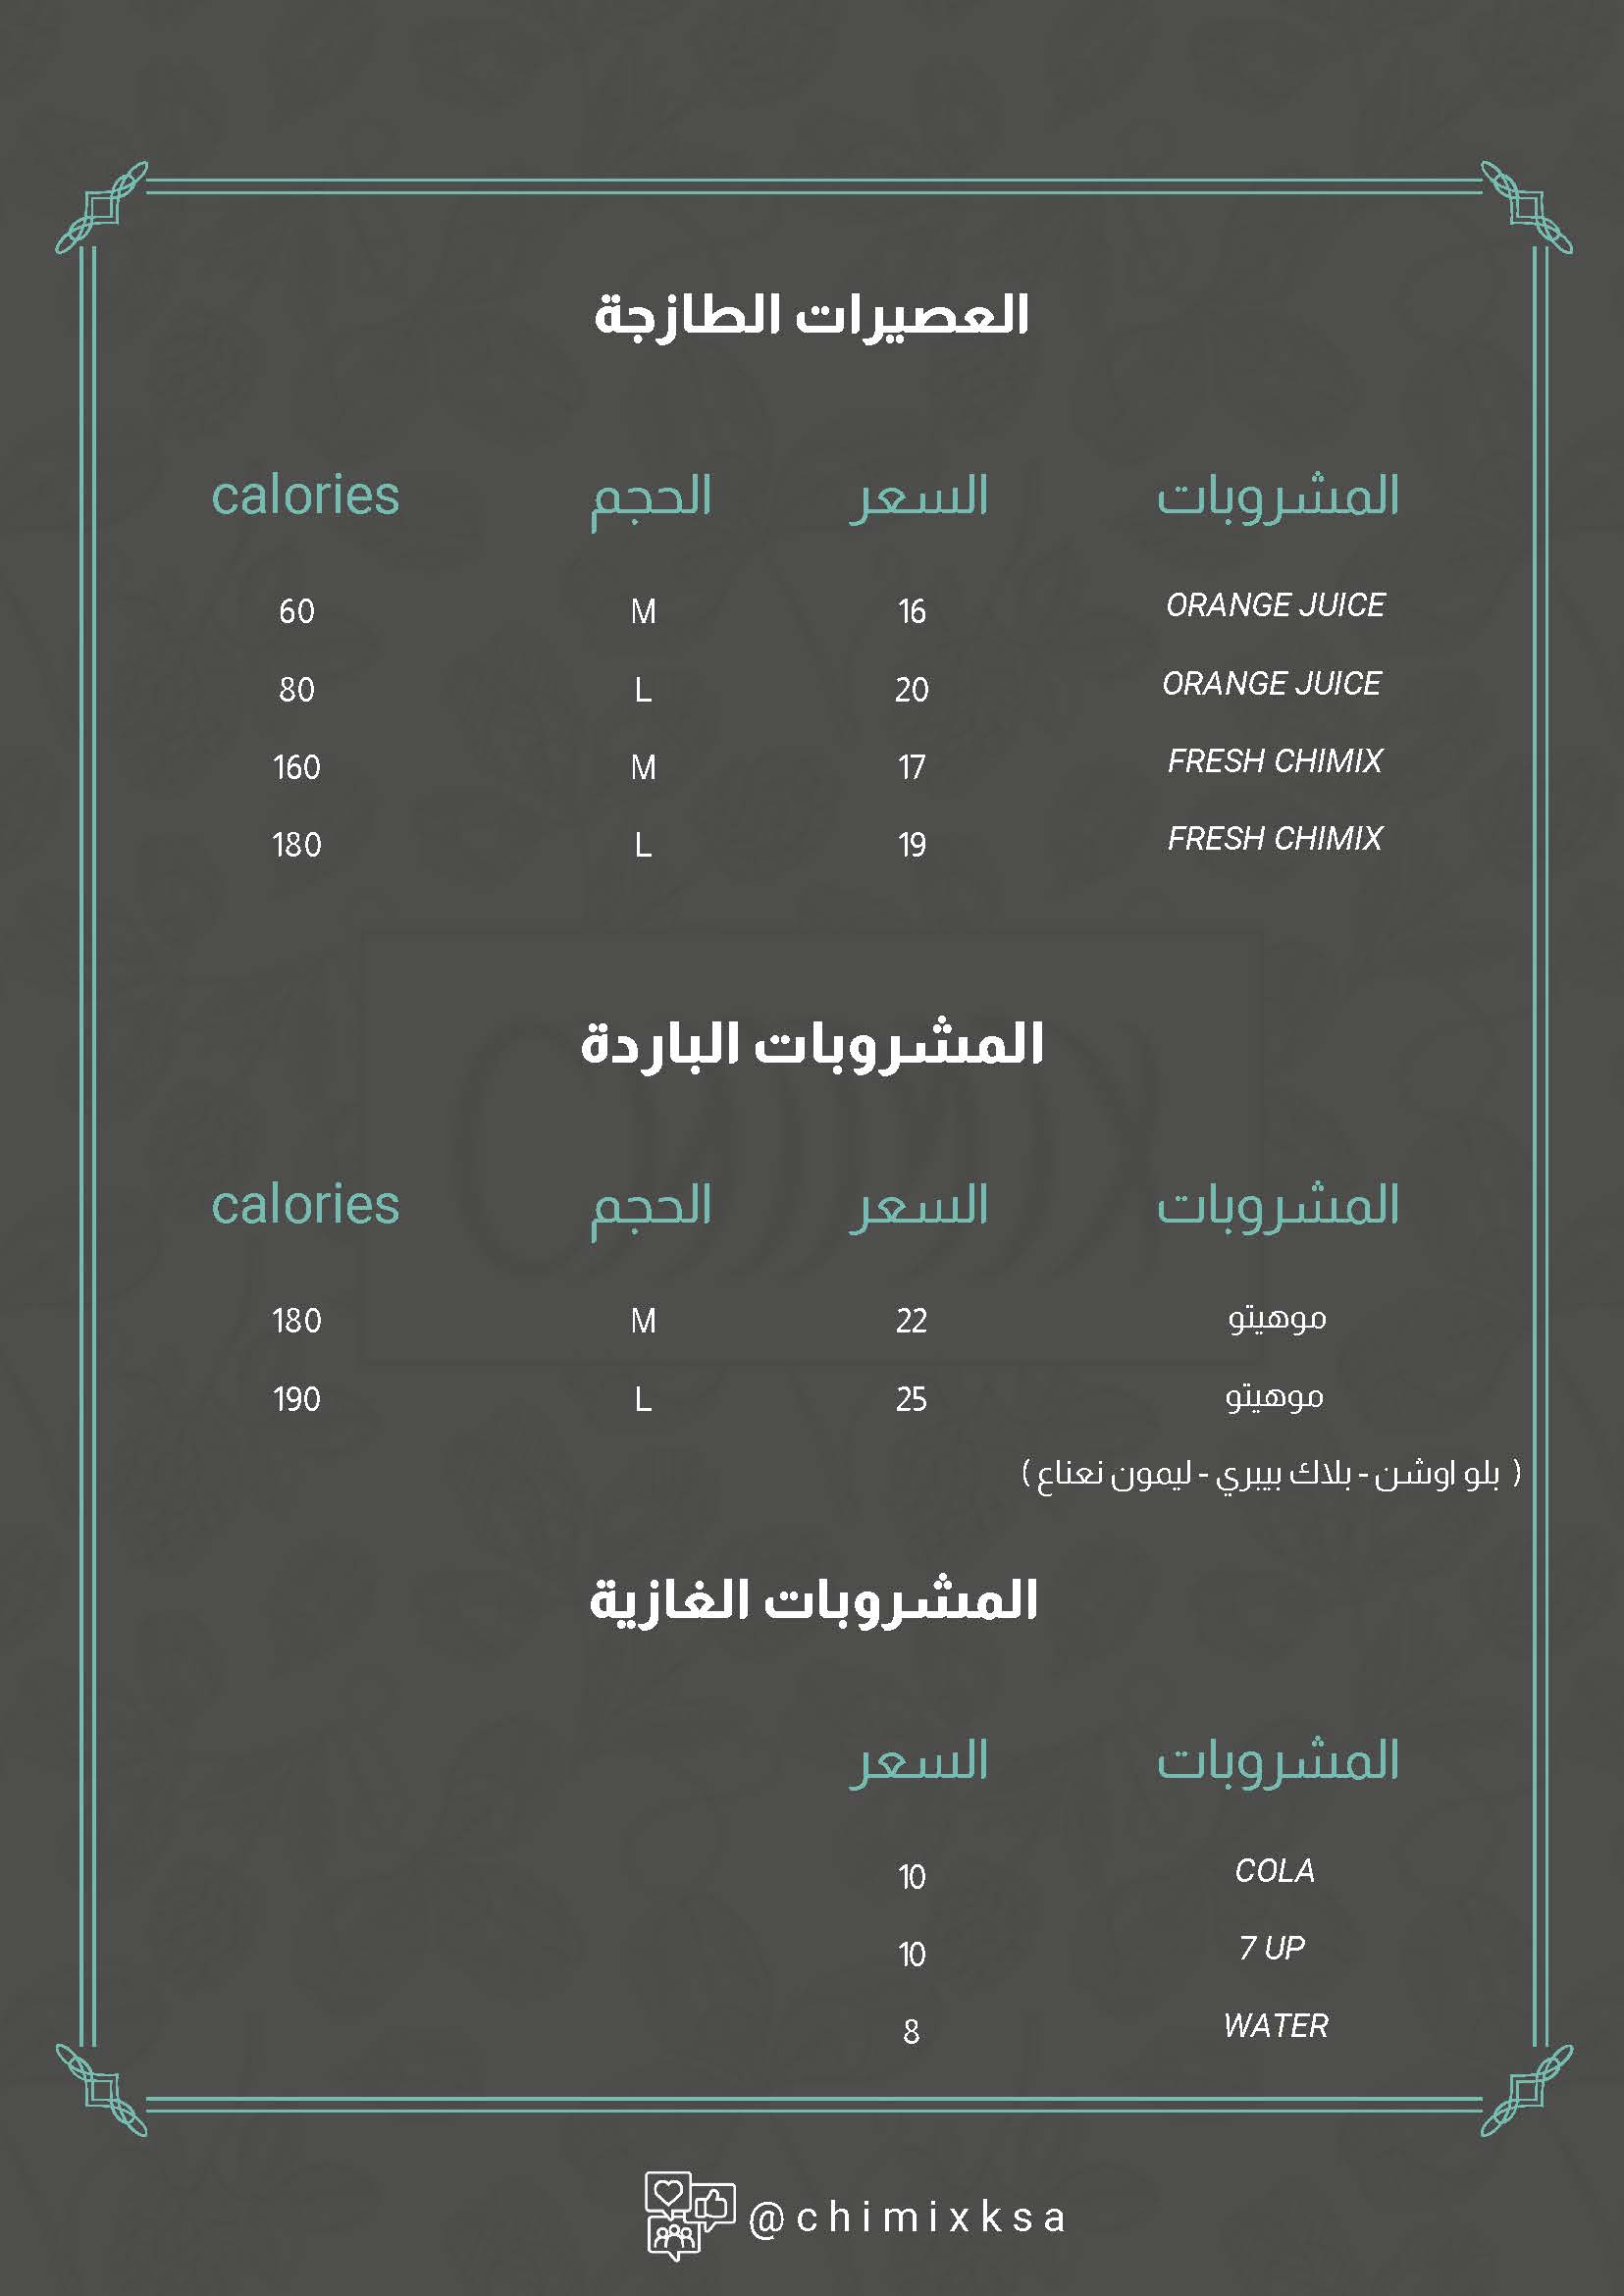 العصيرات الطازجة
المشروبات السعر الحجم calories
ORANGE JUICE 16 M 60
ORANGE JUICE 20 L 80
FRESH CHIMIX 17 M 160
FRESH CHIMIX 19 L 180
المشروبات الباردة
المشروبات السعر الحجم calories
موهيتو 22 M 180
موهيتو 25 L 190
( بلو اوشن - بلاك بيبري - ليمون نعناع )
المشروبات الغازية
المشروبات السعر
COLA 10
7 UP 10
WATER 8
@chimixksa